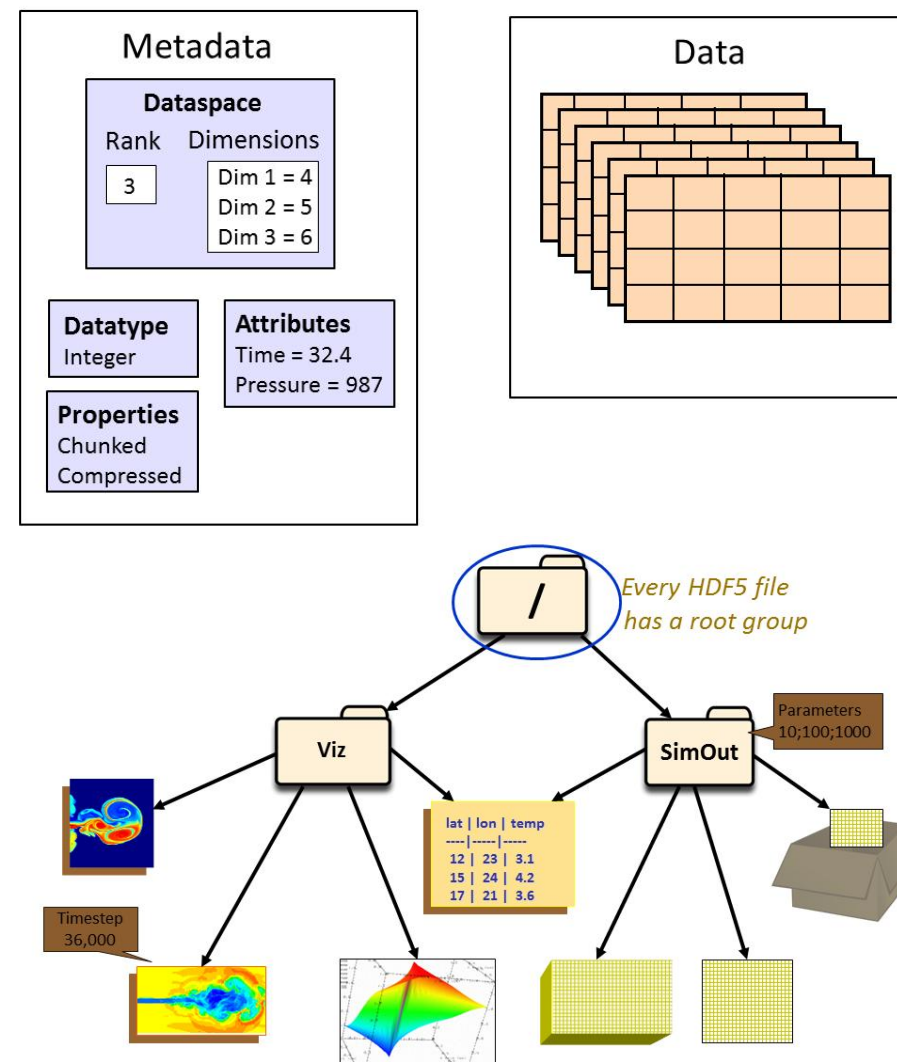 Metadata
Dataspace
Rank
Dimensions
3
Dim 1 = 4
Dim 2 = 5
Dim 3 = 6
Datatype
Integer
Attributes
Time = 32.4
Pressure = 987
Properties
Chunked
Compressed
Data
/
Every HDF5 file
has a root group
Viz
SimOut
Parameters
10;100;1000
lat | lon | temp
----|-----|-----
12 | 23 | 3.1
15 | 24 | 4.2
17 | 21 | 3.6
Timestep
36,000